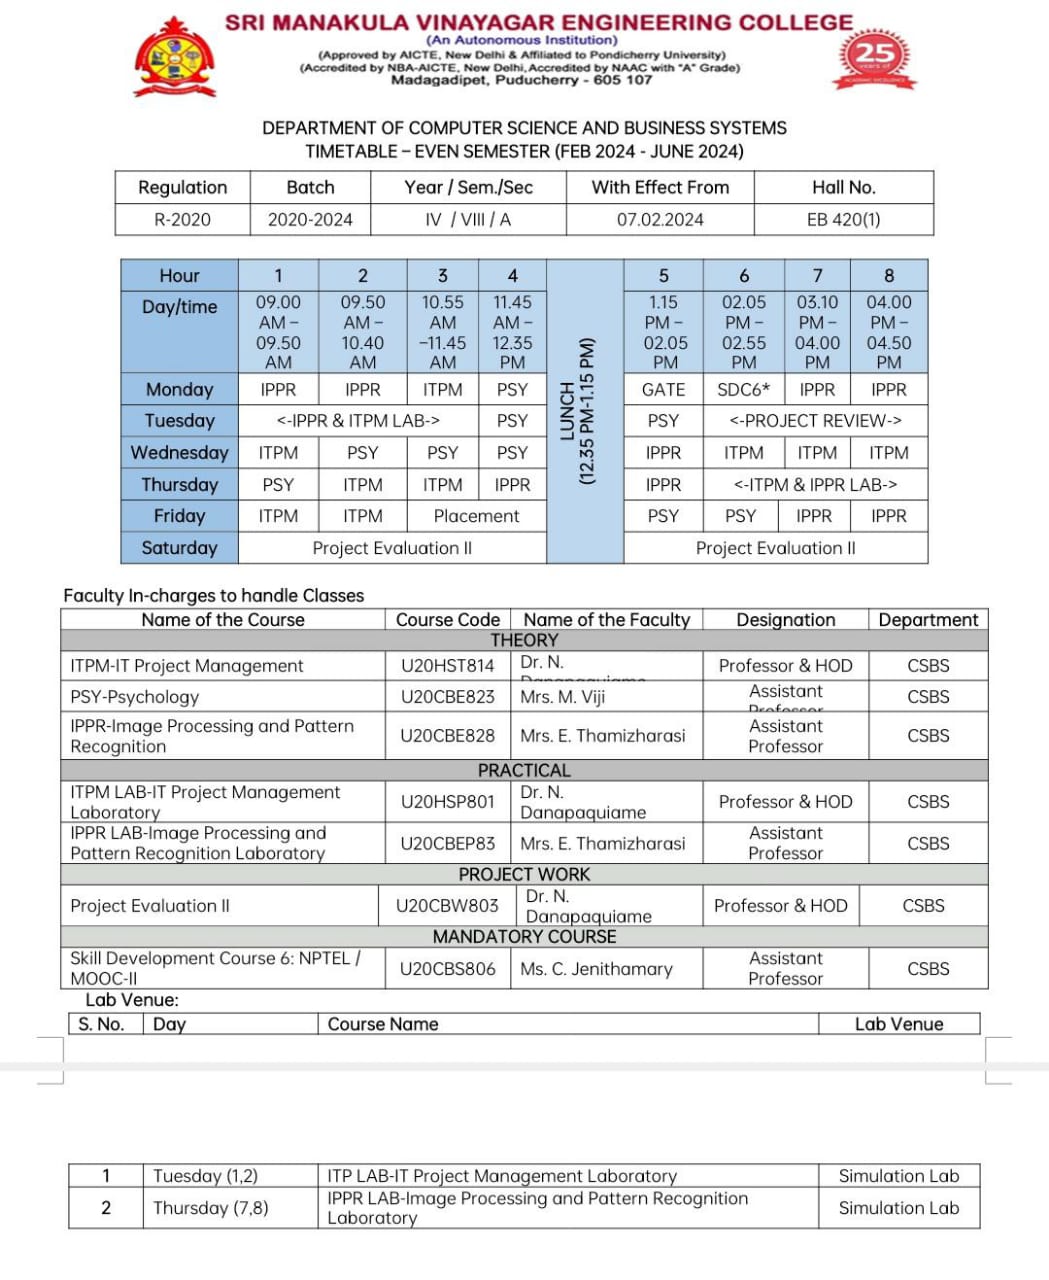 SRI MANAKULA VINAYAGAR ENGINEERING COLLEGE
(An Autonomous Institution)
(Approved by AICTE, New Delhi & Affiliated to Pondicherry University)
(Accredited by NBA-AICTE, New Delhi, Accredited by NAAC with "A" Grade)
Madagadipet, Puducherry - 605 107
25
DEPARTMENT OF COMPUTER SCIENCE AND BUSINESS SYSTEMS
TIMETABLE – EVEN SEMESTER (FEB 2024 - JUNE 2024)
Regulation Batch Year / Sem./Sec With Effect From Hall No.
R-2020 2020-2024 IV / VIII / A 07.02.2024 EB 420(1)
Hour 1 2 3 4 5 6 7 8
Day/time 09.00 09.50 10.55 11.45 1.15 02.05 03.10 04.00
AM – AM – AM AM – PM – PM – PM – PM –
09.50 10.40 –11.45 12.35 02.05 02.55 04.00 04.50
AM AM AM PM PM PM PM PM
LUNCH
(12.35 PM-1.15 PM)
Monday IPPR IPPR ITPM PSY GATE SDC6* IPPR IPPR
Tuesday <-IPPR & ITPM LAB-> PSY PSY <-PROJECT REVIEW->
Wednesday ITPM PSY PSY PSY IPPR ITPM ITPM ITPM
Thursday PSY ITPM ITPM IPPR IPPR <-ITPM & IPPR LAB->
Friday ITPM ITPM Placement PSY PSY IPPR IPPR
Saturday Project Evaluation II Project Evaluation II
Faculty In-charges to handle Classes
Name of the Course Course Code Name of the Faculty Designation Department
THEORY
ITPM-IT Project Management U20HST814 Dr. N. Professor & HOD CSBS
PSY-Psychology U20CBE823 Mrs. M. Viji Assistant CSBS
IPPR-Image Processing and Pattern
Recognition U20CBE828 Mrs. E. Thamizharasi Assistant
Professor CSBS
PRACTICAL
ITPM LAB-IT Project Management
Laboratory U20HSP801 Dr. N.
Danapaquiame Professor & HOD CSBS
IPPR LAB-Image Processing and
Pattern Recognition Laboratory U20CBEP83 Mrs. E. Thamizharasi Assistant
Professor CSBS
PROJECT WORK
Project Evaluation II U20CBW803 Dr. N.
Danapaquiame Professor & HOD CSBS
MANDATORY COURSE
Skill Development Course 6: NPTEL /
MOOC-II U20CBS806 Ms. C. Jenithamary Assistant
Professor CSBS
Lab Venue:
S. No. Day Course Name Lab Venue
1 Tuesday (1,2) ITP LAB-IT Project Management Laboratory Simulation Lab
2 Thursday (7,8) IPPR LAB-Image Processing and Pattern Recognition
Laboratory Simulation Lab